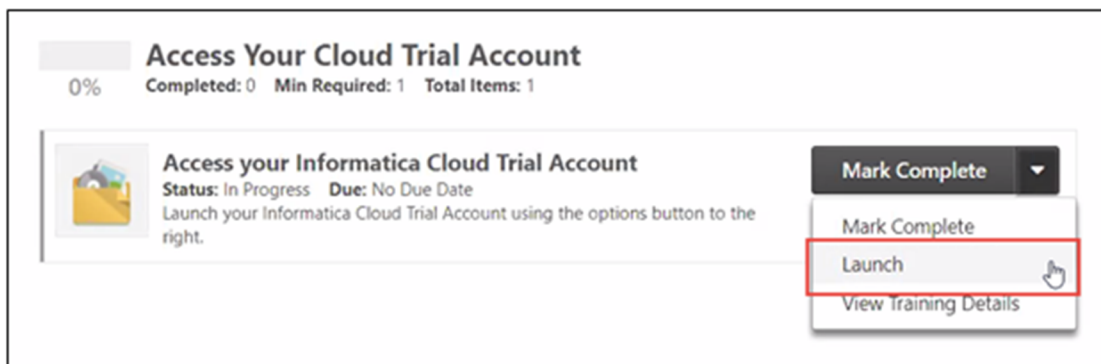 Access Your Cloud Trial Account
0%
Completed: 0 Min Required: 1 Total Items: 1
Access your Informatica Cloud Trial Account
Status: In Progress Due: No Due Date
Launch your Informatica Cloud Trial Account using the options button to the
right.
Mark Complete
Mark Complete
Launch
View Training Details